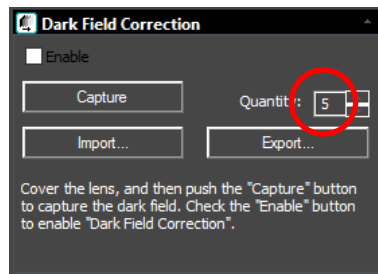 Dark Field Correction
Enable
Capture Quantity: 5
Import... Export...
Cover the lens, and then push the "Capture" button
to capture the dark field. Check the "Enable" button
to enable "Dark Field Correction".